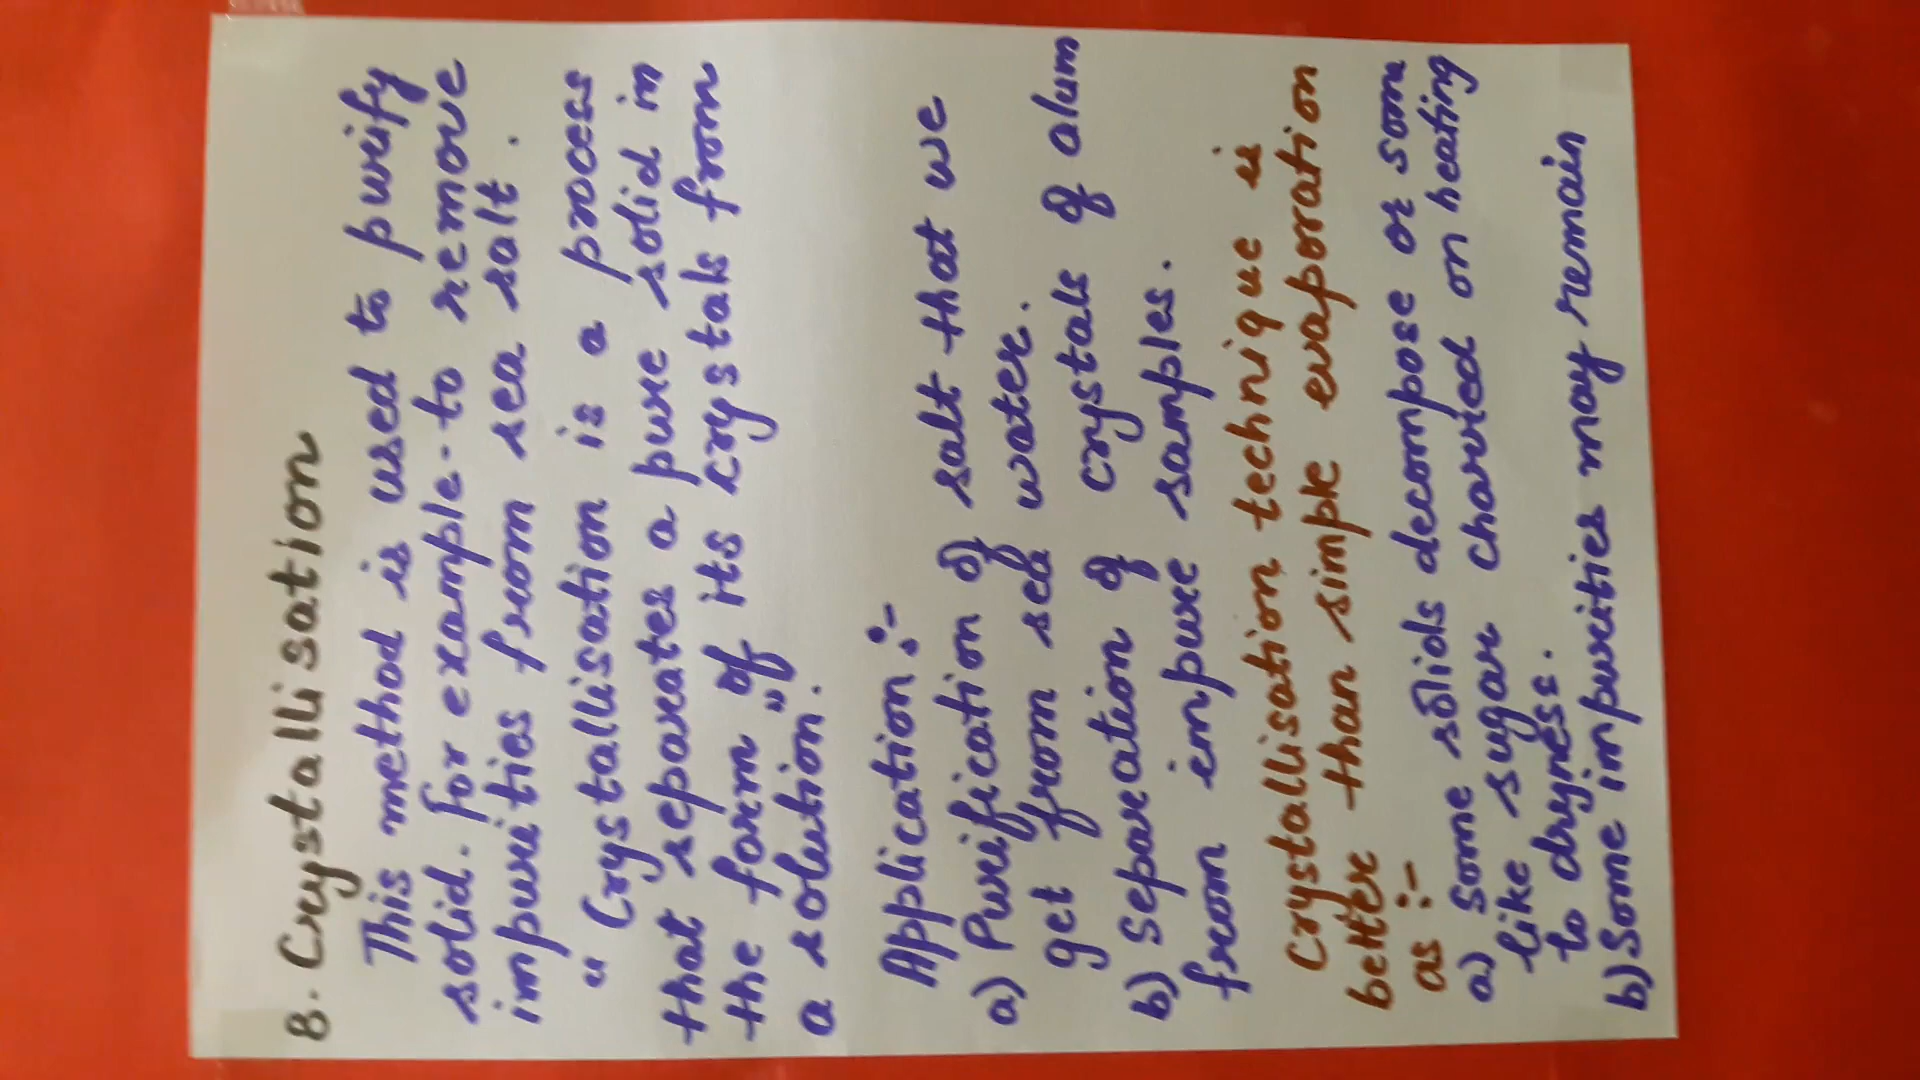 8. Crystallisation
This method is used to purify
solid. For example - to remove
impurities from sea salt.
" Crystallisation is a process
that separates a pure solid in
the form of its crystals from
a solution."
Application :-
a) Purification of salt that we
get from sea water.
b) Separation of crystals of alum
from impure samples.
Crystallisation technique is
better than simple evaporation
as :-
a) Some solids decompose or som
like sugar charried on heating
to dryness.
b) Some impurities may remain